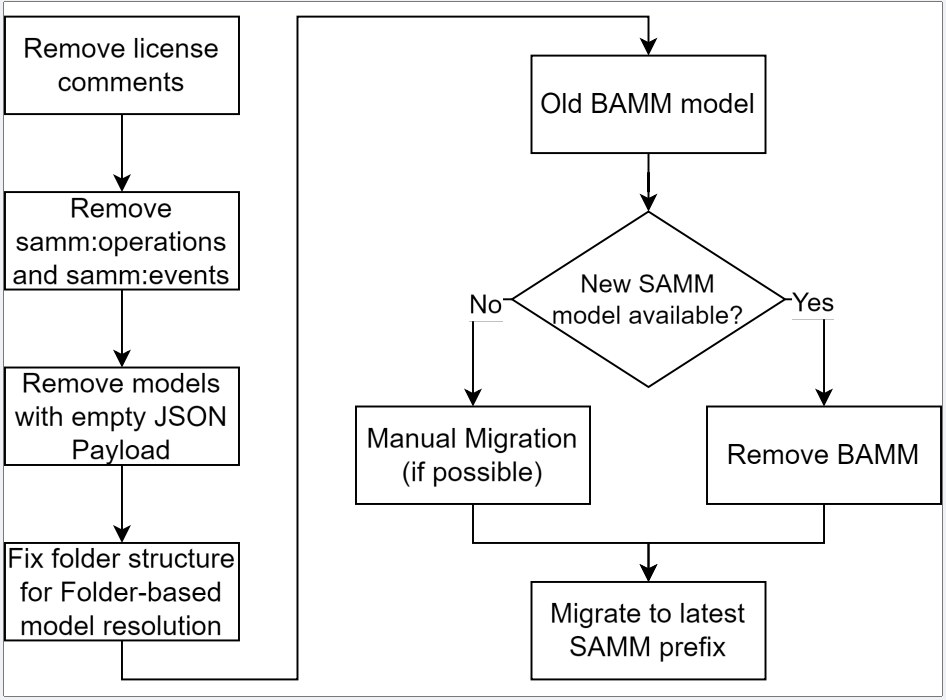 Remove license
comments
Remove
samm:operations
and samm:events
Remove models
with empty JSON
Payload
Fix folder structure
for Folder-based
model resolution
Old BAMM model
New SAMM
model available?
No
Yes
Manual Migration
(if possible)
Remove BAMM
Migrate to latest
SAMM prefix